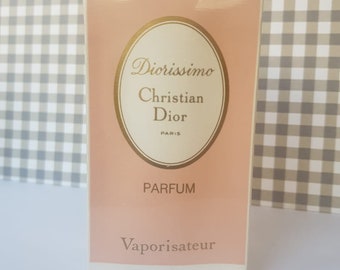 Diorissimo
Christian
Dior
PARIS
PARFUM
Vaporisateur